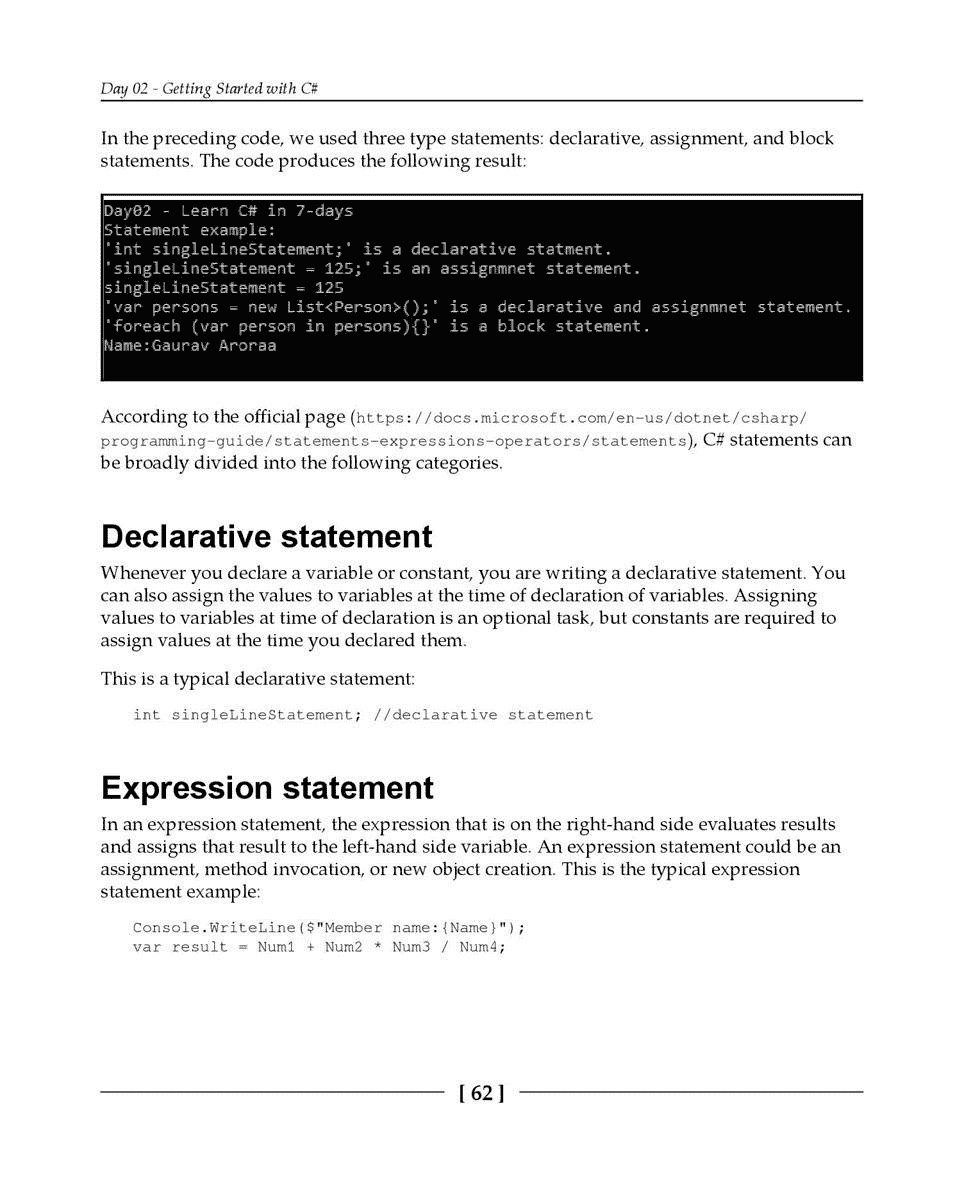 Day 02 - Getting Started with C#
In the preceding code, we used three type statements: declarative, assignment, and block
statements. The code produces the following result:
Day02 - Learn C# in 7-days
Statement example:
'int singleLineStatement;' is a declarative statment.
'singleLineStatement = 125;' is an assignmnet statement.
singleLineStatement = 125
'var persons = new List<Person>();' is a declarative and assignmnet statement.
'foreach (var person in persons){}' is a block statement.
Name:Gaurav Aroraa
According to the official page (https://docs.microsoft.com/en-us/dotnet/csharp/
programming-guide/statements-expressions-operators/statements), C# statements can
be broadly divided into the following categories.
Declarative statement
Whenever you declare a variable or constant, you are writing a declarative statement. You
can also assign the values to variables at the time of declaration of variables. Assigning
values to variables at time of declaration is an optional task, but constants are required to
assign values at the time you declared them.
This is a typical declarative statement:
int singleLineStatement; //declarative statement
Expression statement
In an expression statement, the expression that is on the right-hand side evaluates results
and assigns that result to the left-hand side variable. An expression statement could be an
assignment, method invocation, or new object creation. This is the typical expression
statement example:
Console.WriteLine($"Member name:{Name}");
var result = Num1 + Num2 * Num3 / Num4;
[ 62 ]